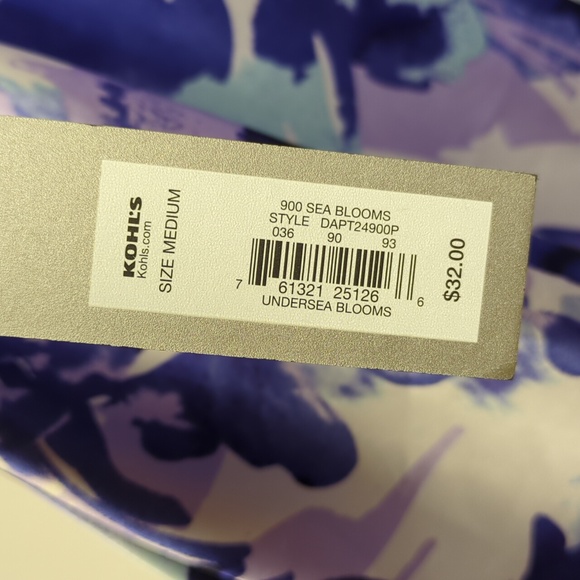 KOHL'S
Kohls.com
SIZE MEDIUM
900 SEA BLOOMS
STYLE DAPT24900P
036 90 93
7 61321 25126 6
UNDERSEA BLOOMS
$32.00